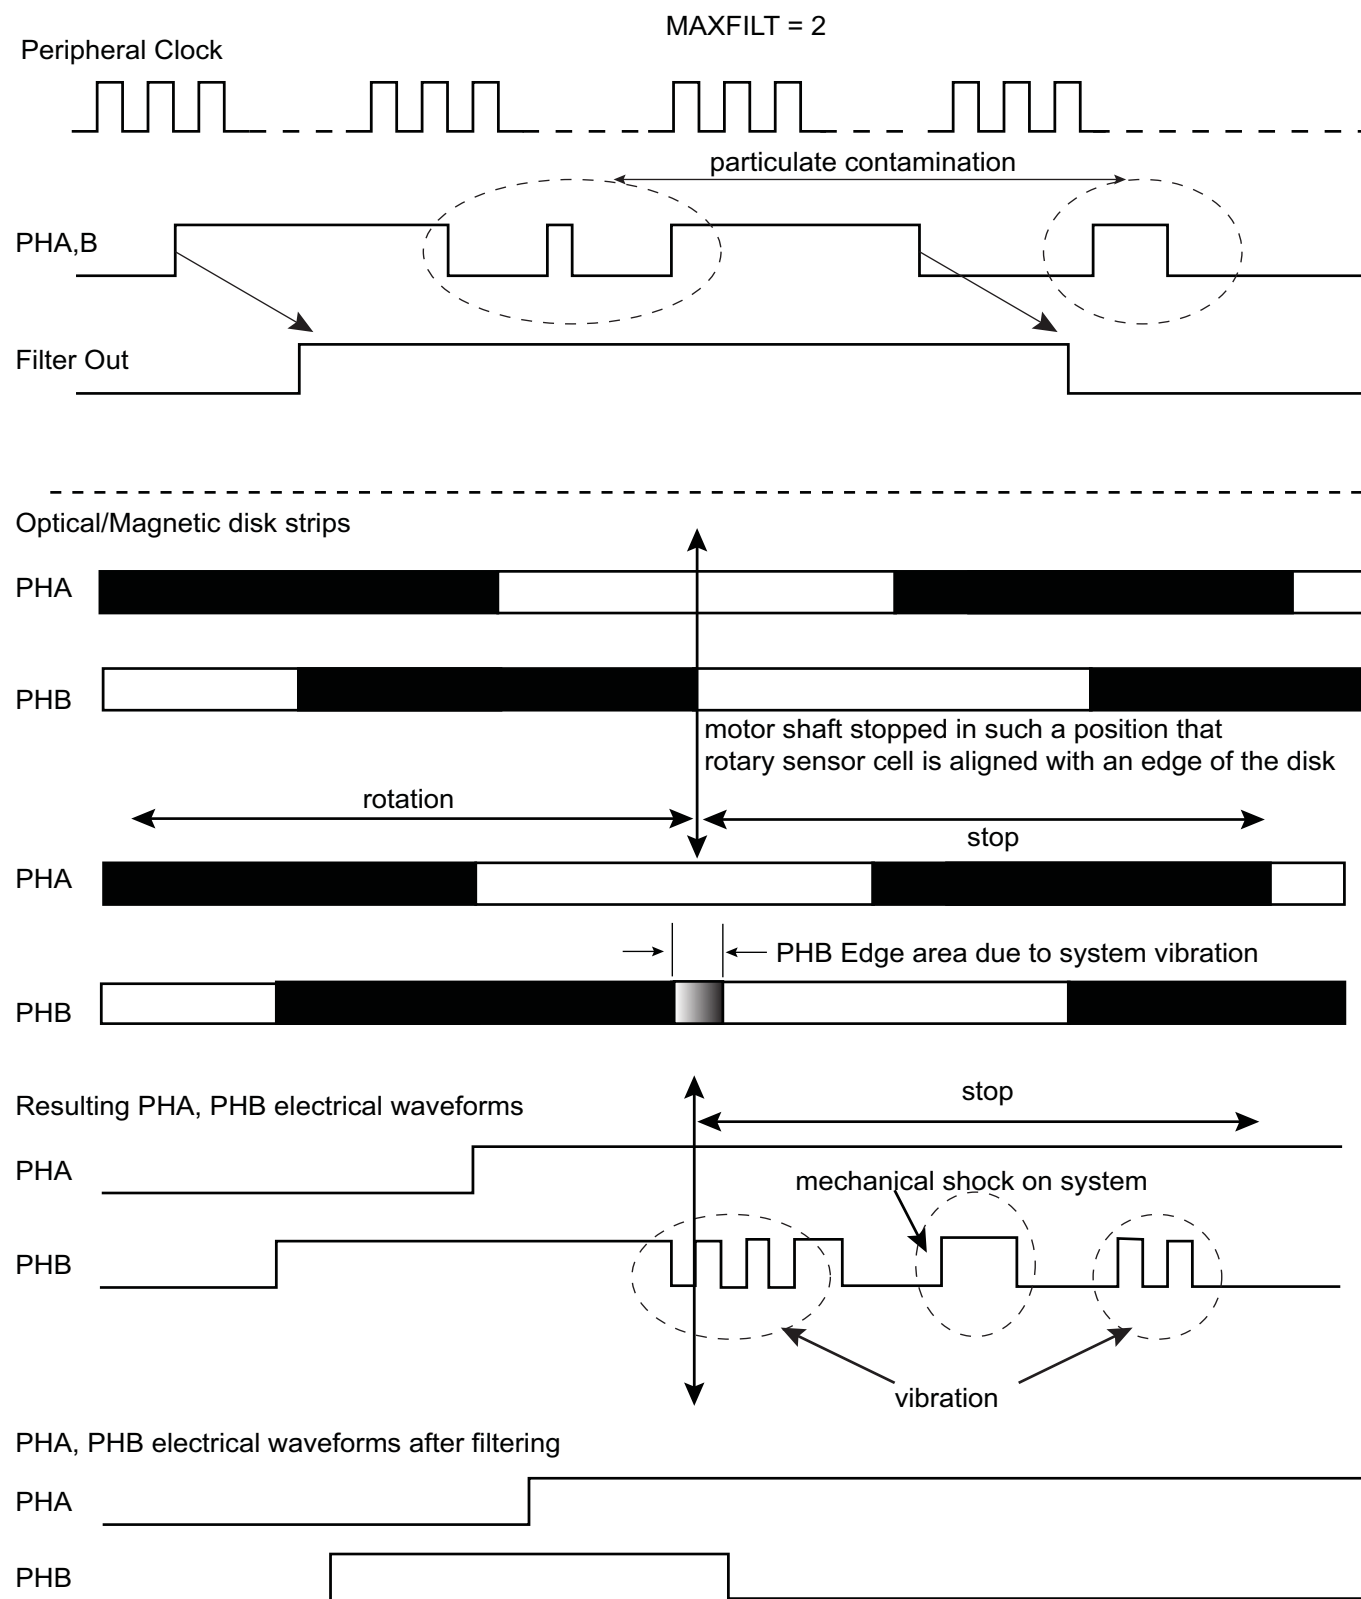 MAXFILT = 2
Peripheral Clock
particulate contamination
PHA,B
Filter Out
Optical/Magnetic disk strips
PHA
PHB
motor shaft stopped in such a position that
rotary sensor cell is aligned with an edge of the disk
rotation
stop
PHA
PHB Edge area due to system vibration
PHB
stop
Resulting PHA, PHB electrical waveforms
PHA
mechanical shock on system
PHB
vibration
PHA, PHB electrical waveforms after filtering
PHA
PHB